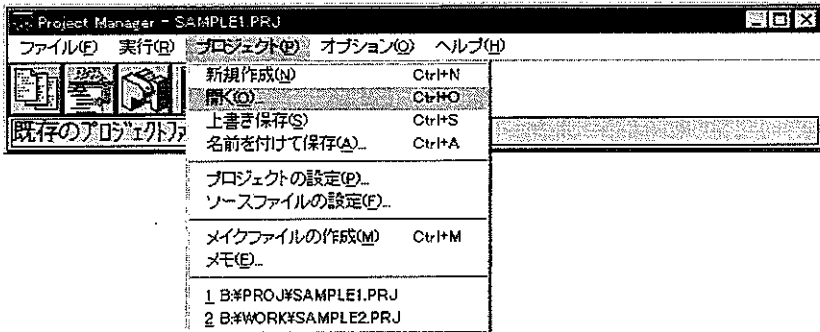 Project Manager - SAMPLE1.PRJ
ファイル(F) 実行(R) プロジェクト(P) オプション(O) ヘルプ(H)
新規作成(N) Ctrl+N
開く(O)... Ctrl+O
既存のプロジェクトファ
上書き保存(S) Ctrl+S
名前を付けて保存(A)... Ctrl+A
プロジェクトの設定(P)...
ソースファイルの設定(F)...
メイクファイルの作成(M) Ctrl+M
メモ(E)...
1 B:¥PROJ¥SAMPLE1.PRJ
2 B:¥WORK¥SAMPLE2.PRJ